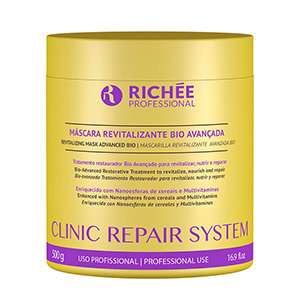 RICHÉE
PROFESSIONAL
MÁSCARA REVITALIZANTE BIO AVANÇADA
REVITALIZING MASK ADVANCED BIO | MASCARILLA REVITALIZANTE AVANZADA BIO
Tratamento restaurador Bio Avançado para revitalizar, nutrir e reparar
Bio-Advanced Restorative Treatment to revitalize, nourish and repair
Bio-avanzado Tratamiento Restaurador para revitalizar, nutrir y reparar
Enriquecido com Nanoesferas de cereais e Multivitaminas
Enhanced with Nanospheres from cereals and Multivitamins
Enriquecido con Nanoesferas de cereales y Multivitaminas
CLINIC REPAIR SYSTEM
500 g
USO PROFISSIONAL | PROFESSIONAL USE
16.9 fl.oz